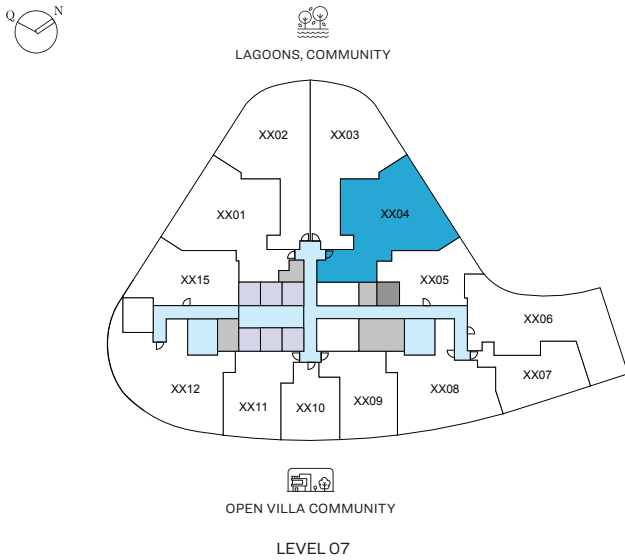 Q N
LAGOONS, COMMUNITY
XX02 XX03
XX01 XX04
XX15 XX05
XX06
XX12 XX11 XX10 XX09 XX08 XX07
OPEN VILLA COMMUNITY
LEVEL 07